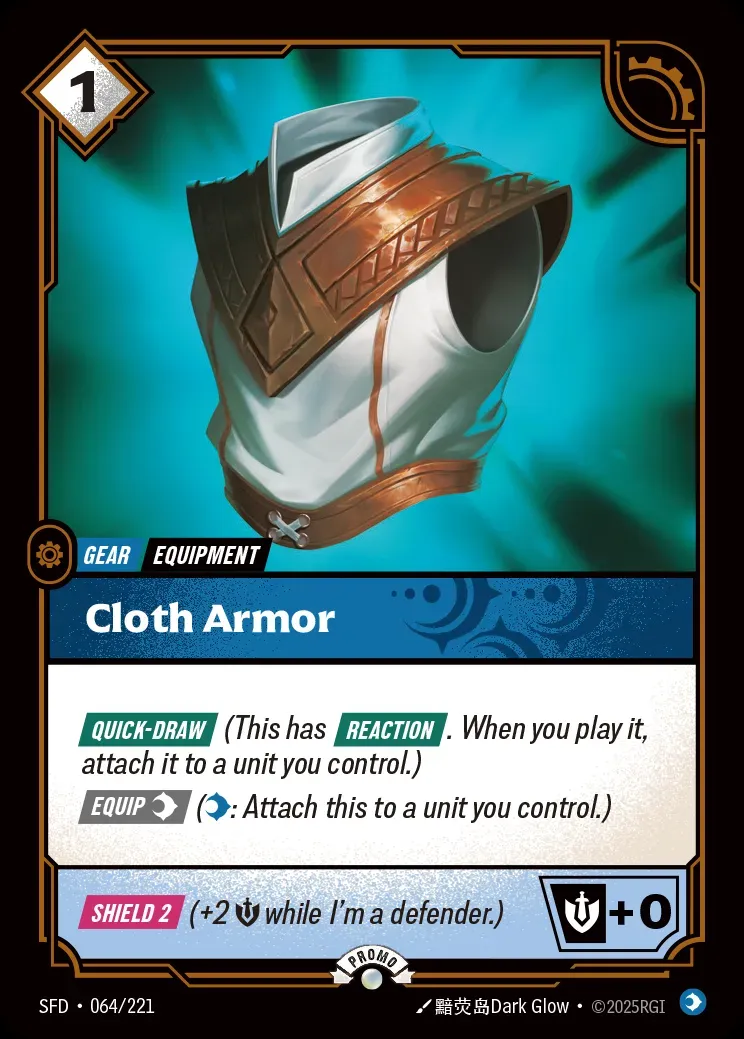 1
GEAR EQUIPMENT
Cloth Armor
QUICK-DRAW (This has REACTION. When you play it,
attach it to a unit you control.)
EQUIP (: Attach this to a unit you control.)
SHIELD 2 (+2 while I'm a defender.)
+0
PROMO
SFD • 064/221
黯荧岛Dark Glow • ©2025RGI